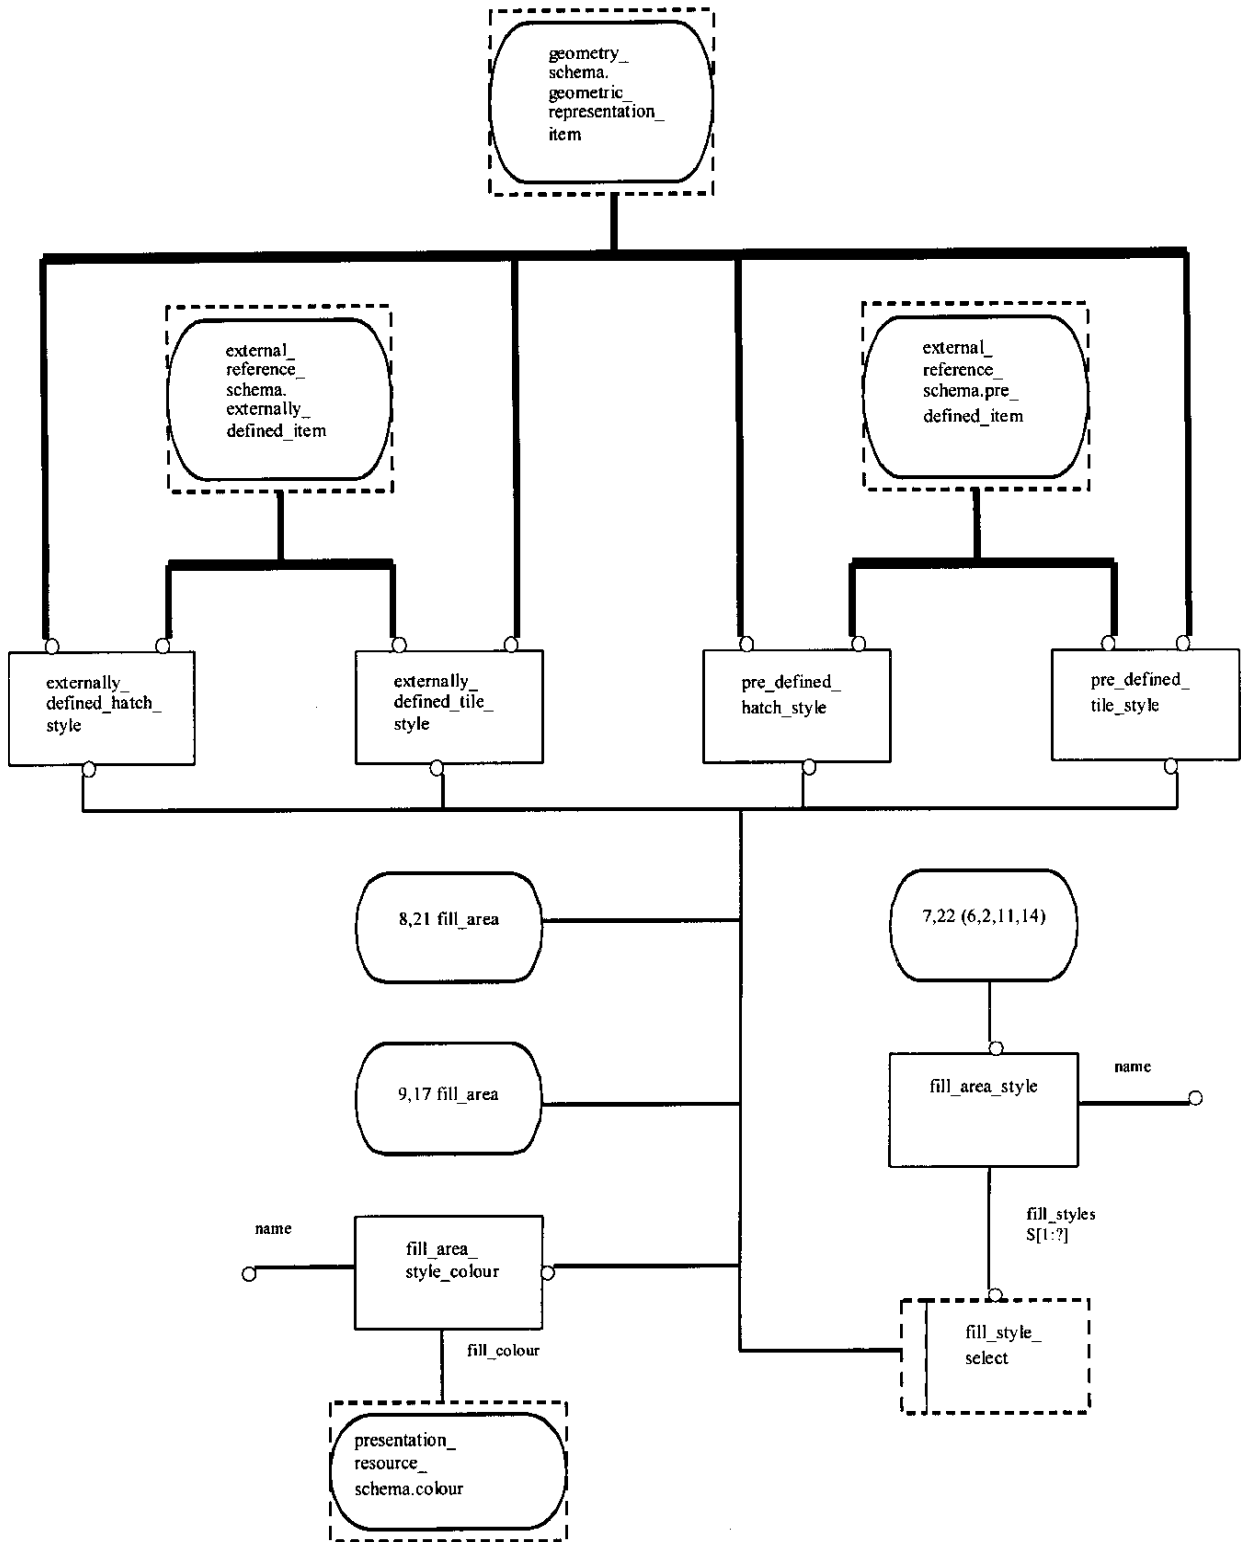 geometry_
schema.
geometric_
representation_
item
external_
reference_
schema.
externally_
defined_item
external_
reference_
schema.pre_
defined_item
externally_
defined_hatch_
style
externally_
defined_tile_
style
pre_defined_
hatch_style
pre_defined_
tile_style
8,21 fill_area
7,22 (6,2,11,14)
9,17 fill_area
fill_area_style
name
name
fill_area_
style_colour
fill_styles
S[1:?]
fill_style_
select
fill_colour
presentation_
resource_
schema.colour